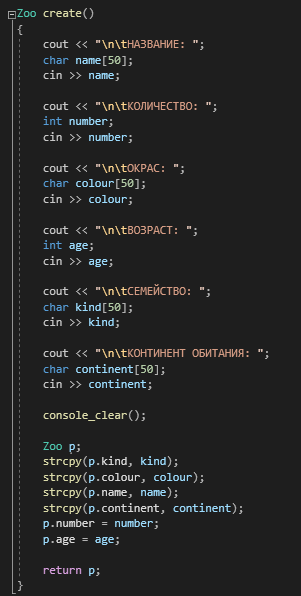 Zoo create()
{
cout << "\n\tНАЗВАНИЕ: ";
char name[50];
cin >> name;
cout << "\n\tКОЛИЧЕСТВО: ";
int number;
cin >> number;
cout << "\n\tОКРАС: ";
char colour[50];
cin >> colour;
cout << "\n\tВОЗРАСТ: ";
int age;
cin >> age;
cout << "\n\tСЕМЕЙСТВО: ";
char kind[50];
cin >> kind;
cout << "\n\tКОНТИНЕНТ ОБИТАНИЯ: ";
char continent[50];
cin >> continent;
console_clear();
Zoo p;
strcpy(p.kind, kind);
strcpy(p.colour, colour);
strcpy(p.name, name);
strcpy(p.continent, continent);
p.number = number;
p.age = age;
return p;
}